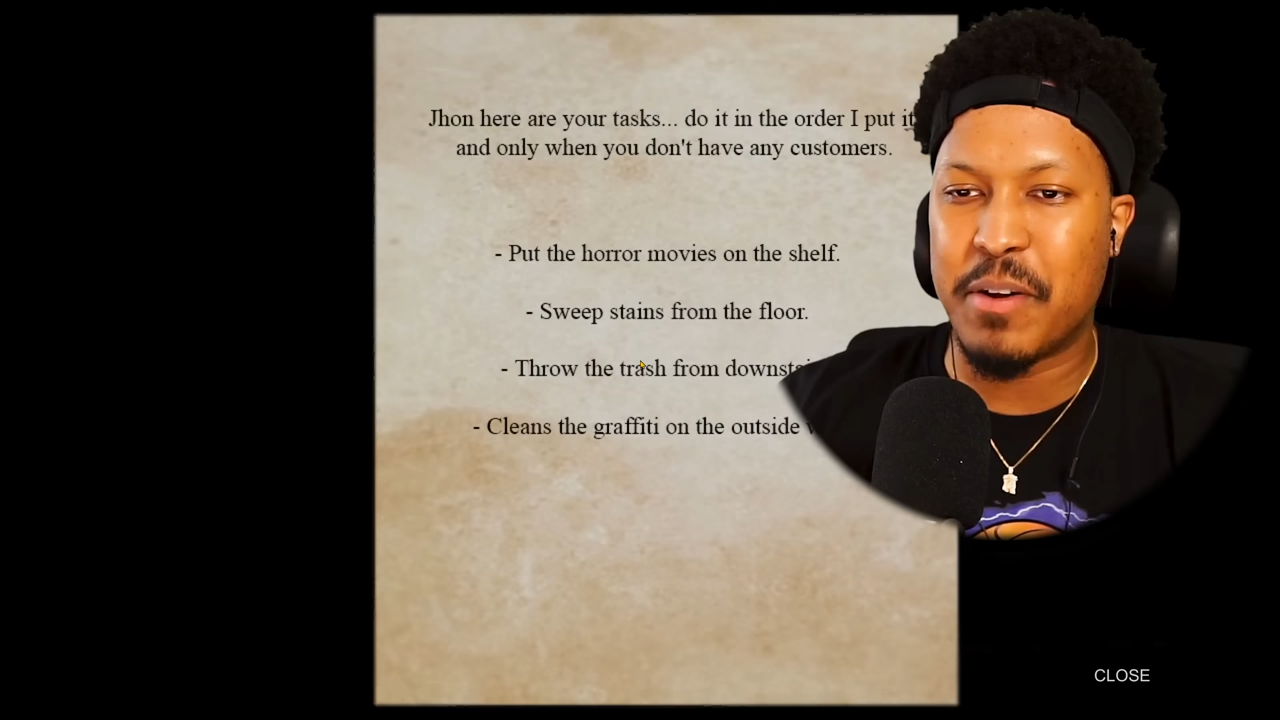 Jhon here are your tasks... do it in the order I put it
and only when you don't have any customers.
- Put the horror movies on the shelf.
- Sweep stains from the floor.
- Throw the trash from
- Cleans the graffiti on the outside
CLOSE